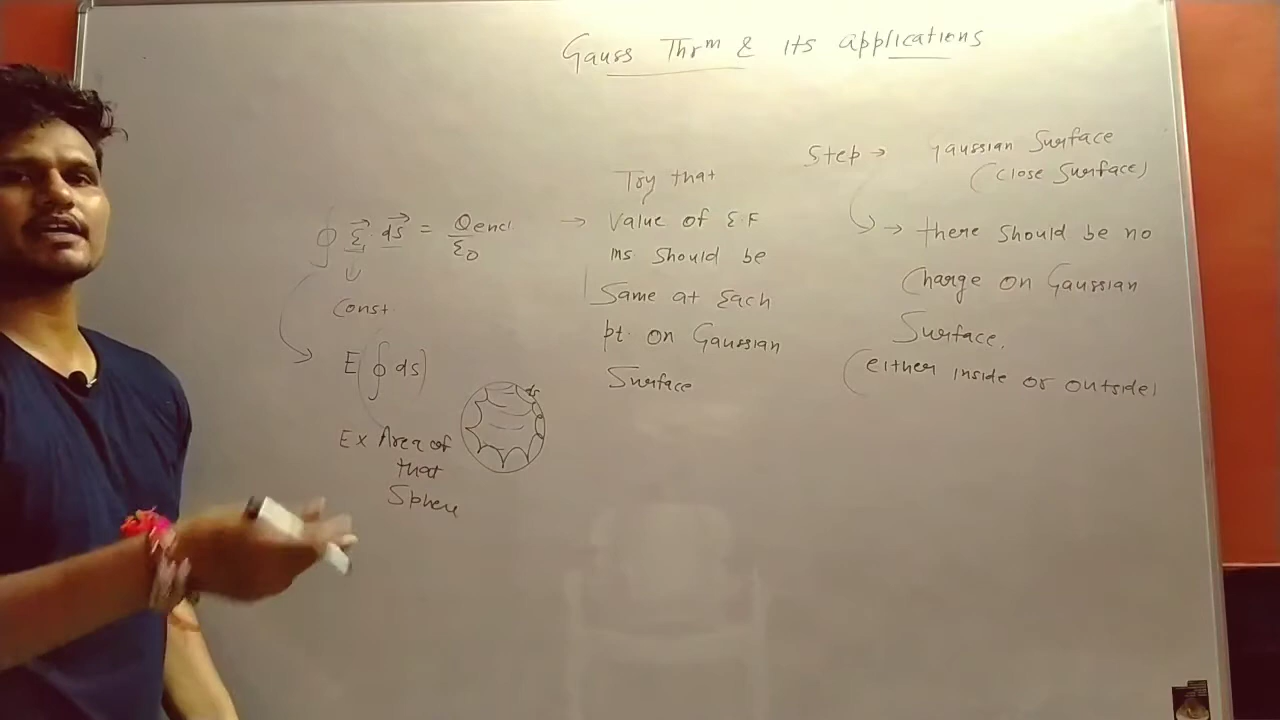 Gauss Thrm & its applications
∮ E⃗ . ds⃗ = Qencl. / ε0
↓
Const.
E(∮ ds)
Ex Area of
that
Sphere
ds
→ Try that
Value of E.F
ms should be
Same at Each
pt. on Gaussian
Surface
Step → Gaussian Surface
(Close Surface)
→ there should be no
Charge on Gaussian
Surface.
(either inside or outside)